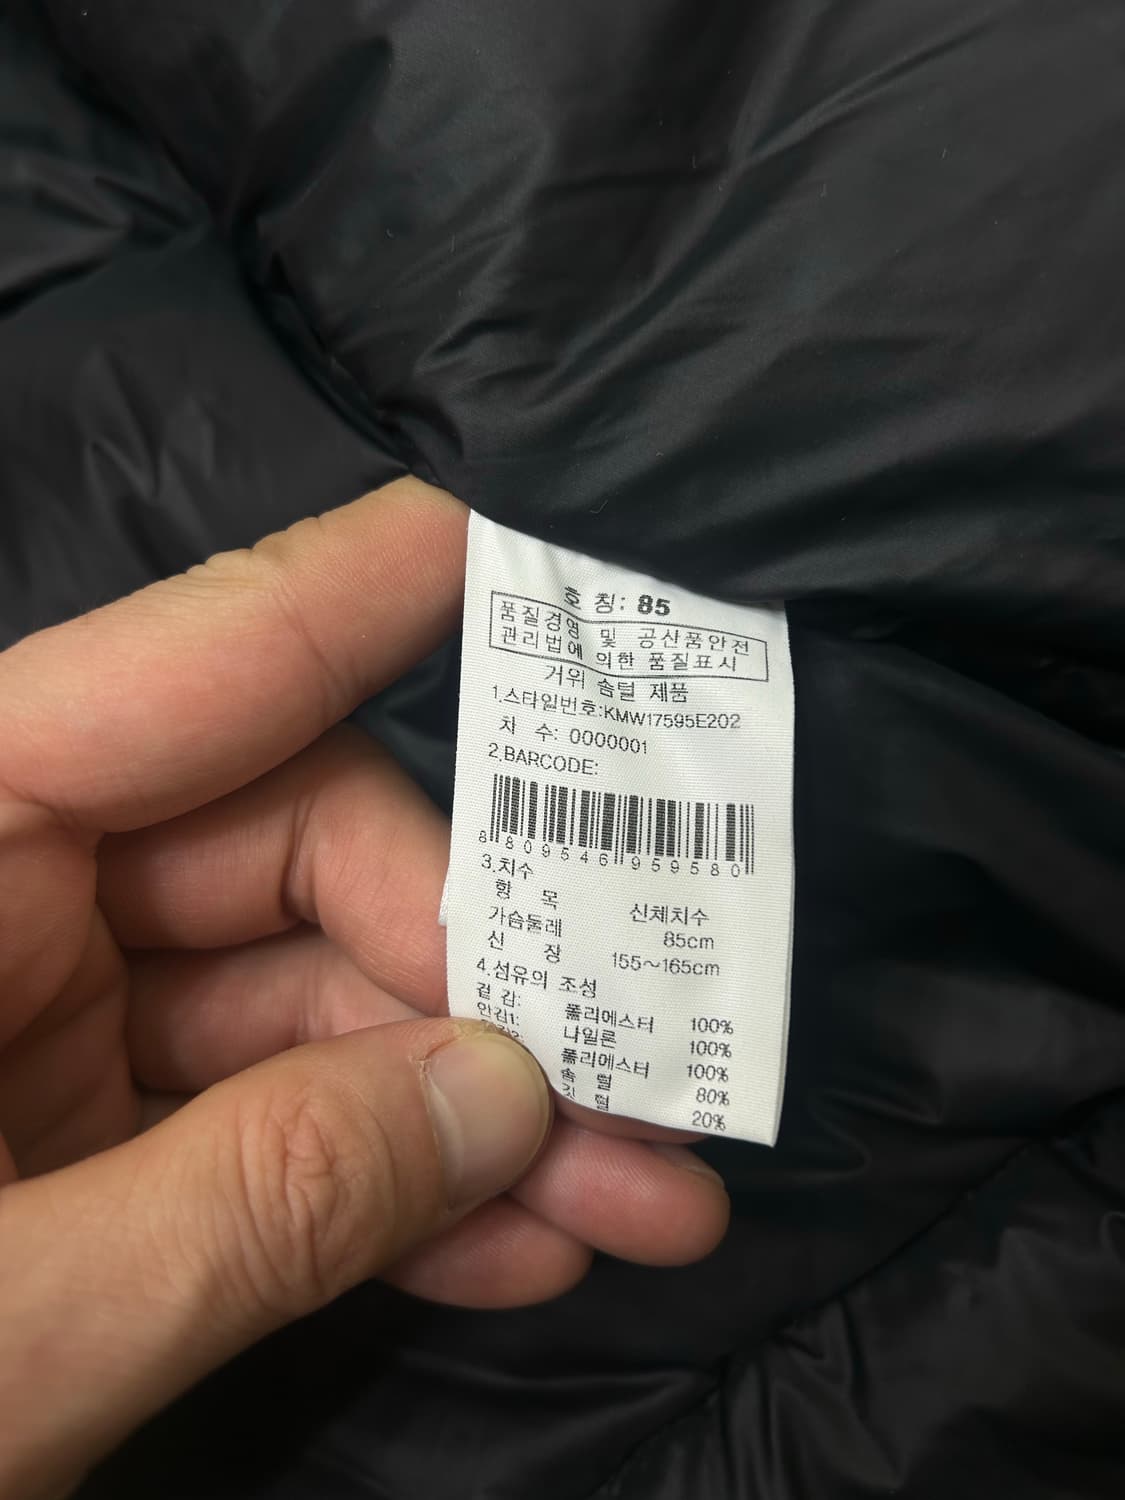 호 칭: 85
품질경영 및 공산품안전
관리법에 의한 품질표시
거위 솜털 제품
1.스타일번호:KMW17595E202
차 수: 0000001
2.BARCODE:
8 809546 959580
3.치수
항 목 신체치수
가슴둘레 85cm
신 장 155~165cm
4.섬유의 조성
겉 감: 폴리에스터 100%
안감1: 나일론 100%
폴리에스터 100%
솜 털 80%
깃 털 20%